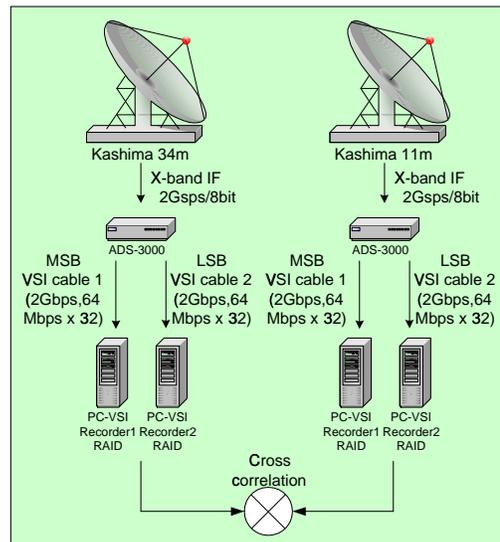 Kashima 34m
Kashima 11m
X-band IF
2Gsps/8bit
X-band IF
2Gsps/8bit
ADS-3000
ADS-3000
MSB
VSI cable 1
(2Gbps,64
Mbps x 32)
LSB
VSI cable 2
(2Gbps,64
Mbps x 32)
MSB
VSI cable 1
(2Gbps,64
Mbps x 32)
LSB
VSI cable 2
(2Gbps,64
Mbps x 32)
PC-VSI
Recorder1
RAID
PC-VSI
Recorder2
RAID
PC-VSI
Recorder1
RAID
PC-VSI
Recorder2
RAID
Cross
correlation